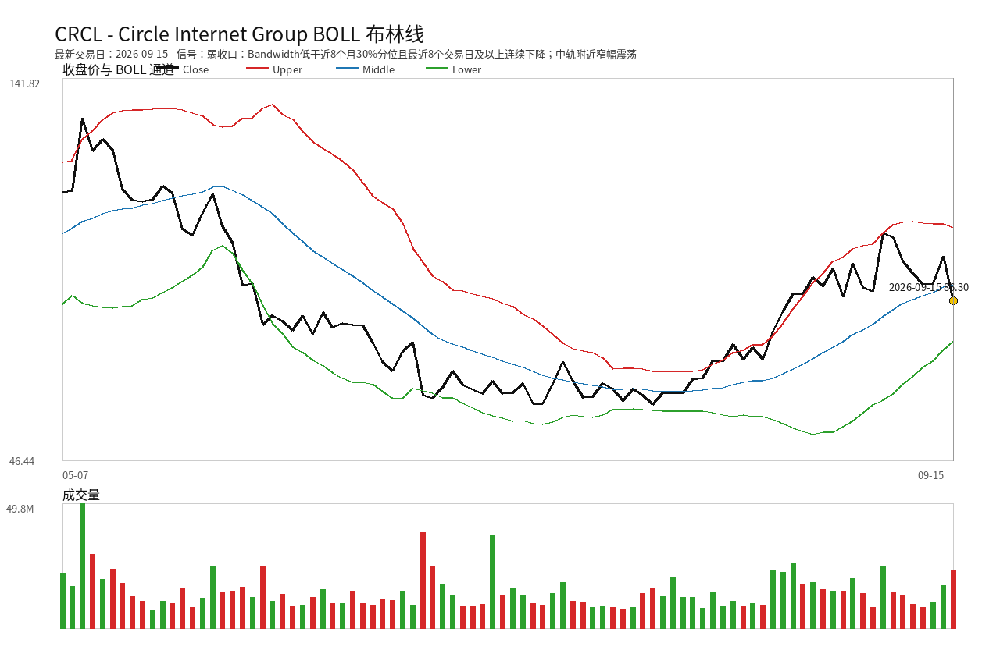 CRCL - Circle Internet Group BOLL 布林线
最新交易日：2026-09-15 信号：弱收口：Bandwidth低于近8个月30%分位且最近8个交易日及以上连续下降；中轨附近窄幅震荡
收盘价与 BOLL 通道 Close Upper Middle Lower
141.82
2026-09-15 86.30
46.44
05-07 09-15
成交量
49.8M